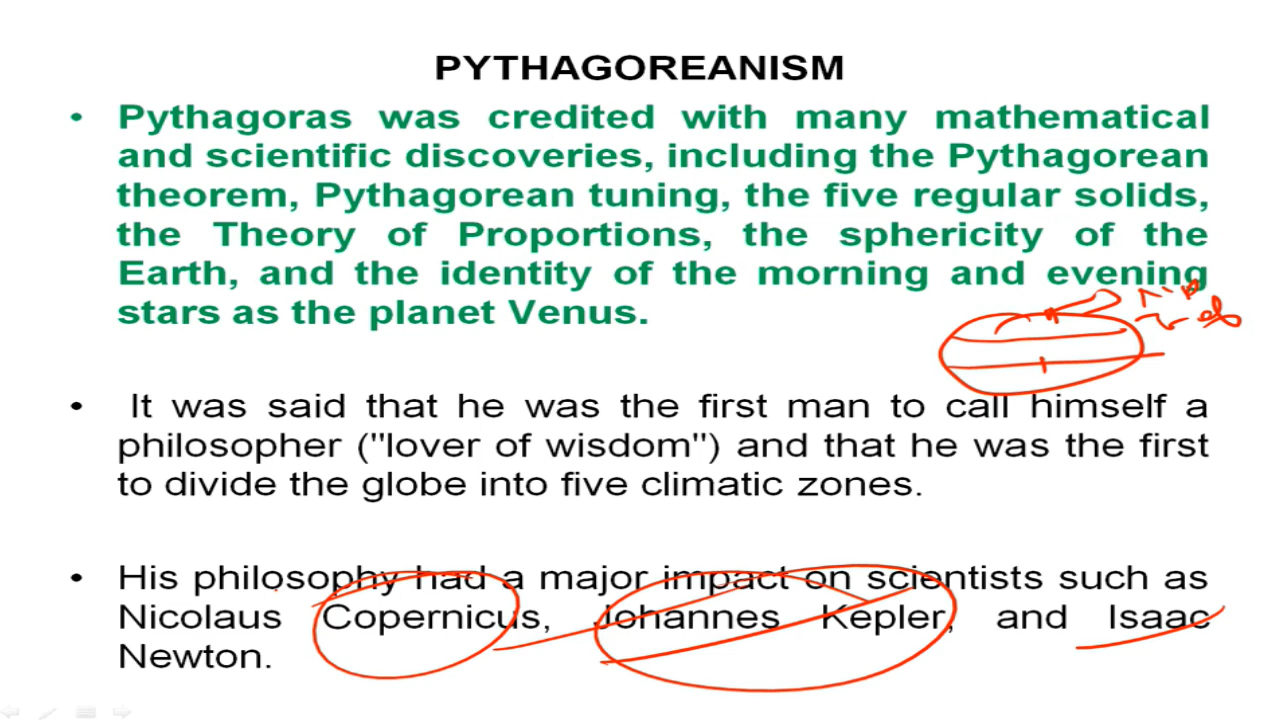 PYTHAGOREANISM
• Pythagoras was credited with many mathematical
and scientific discoveries, including the Pythagorean
theorem, Pythagorean tuning, the five regular solids,
the Theory of Proportions, the sphericity of the
Earth, and the identity of the morning and evening
stars as the planet Venus.
• It was said that he was the first man to call himself a
philosopher ("lover of wisdom") and that he was the first
to divide the globe into five climatic zones.
• His philosophy had a major impact on scientists such as
Nicolaus Copernicus, Johannes Kepler, and Isaac
Newton.